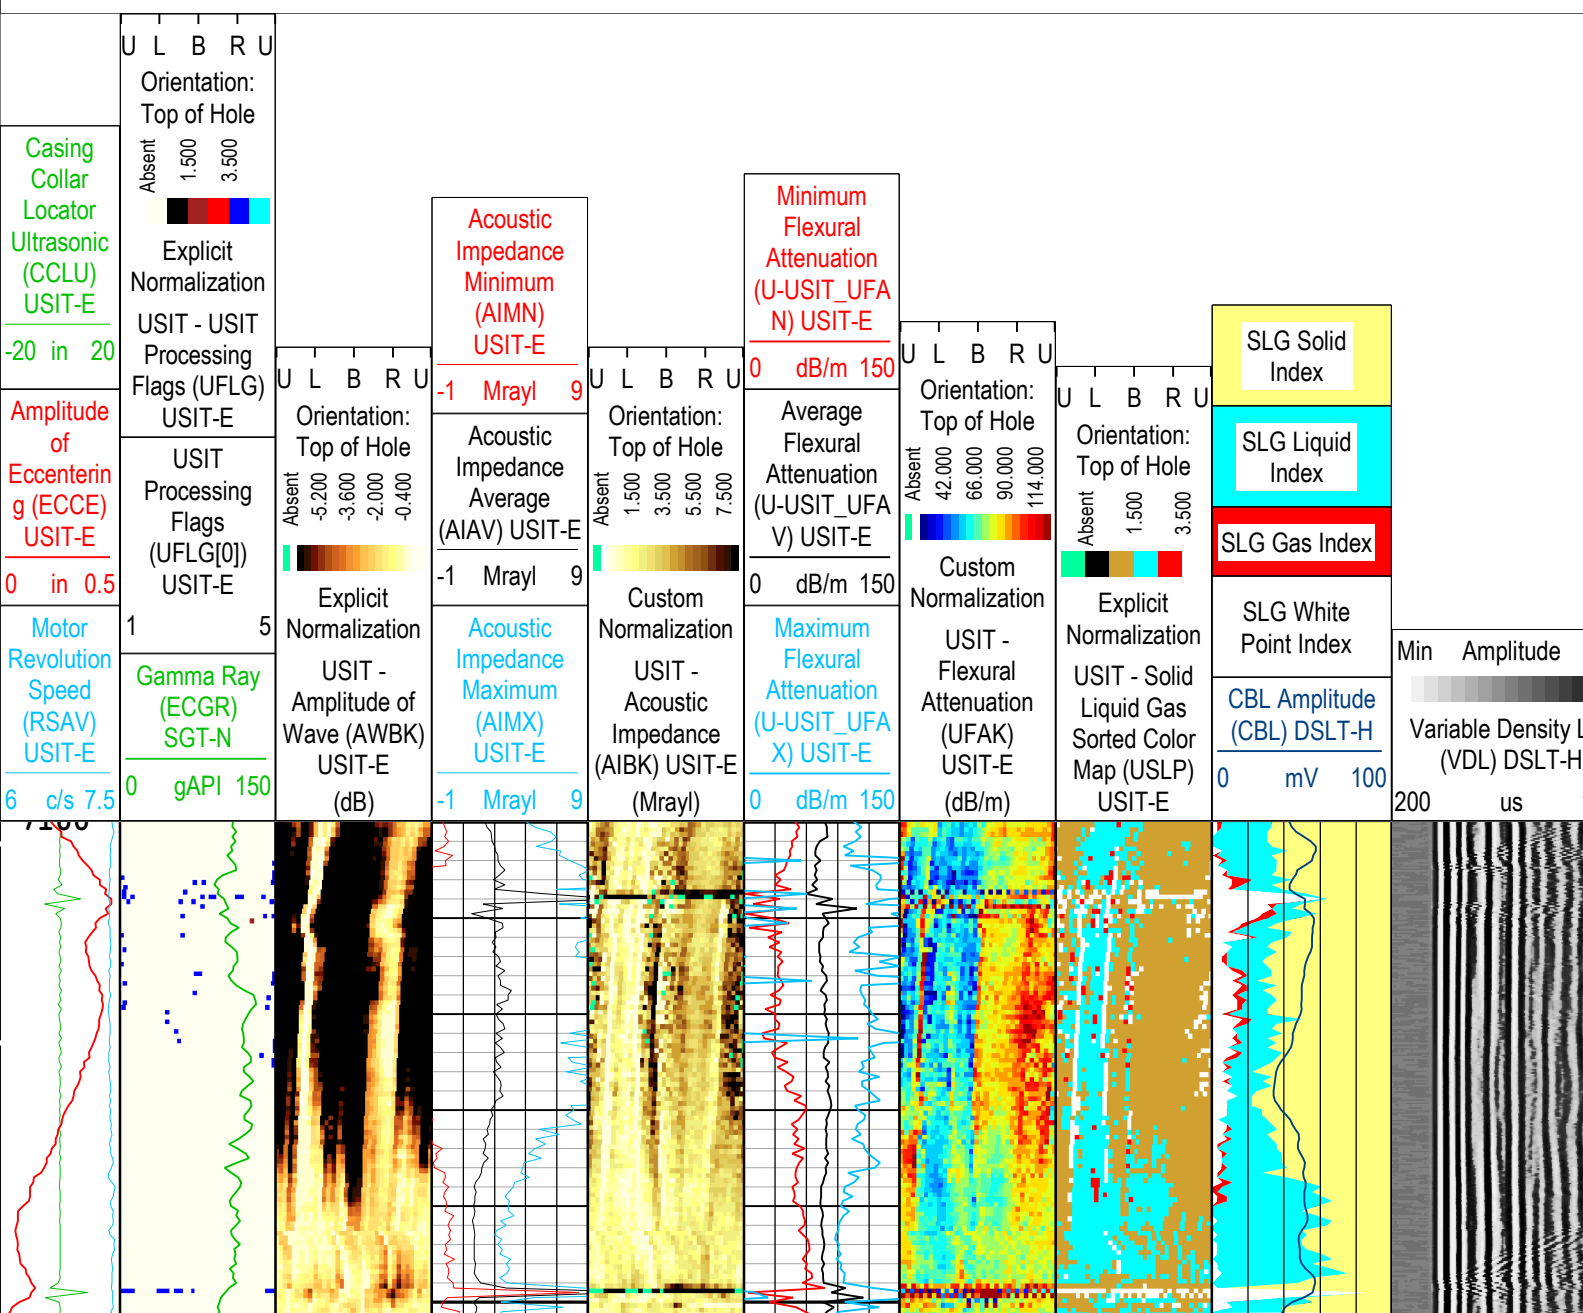 Casing
Collar
Locator
Ultrasonic
(CCLU)
USIT-E
-20 in 20
Amplitude
of
Eccenterin
g (ECCE)
USIT-E
0 in 0.5
Motor
Revolution
Speed
(RSAV)
USIT-E
6 c/s 7.5
U L B R U
Orientation:
Top of Hole
Absent
1.500
3.500
Explicit
Normalization
USIT - USIT
Processing
Flags (UFLG)
USIT-E
USIT
Processing
Flags
(UFLG[0])
USIT-E
1 5
Gamma Ray
(ECGR)
SGT-N
0 gAPI 150
U L B R U
Orientation:
Top of Hole
Absent
-5.200
-3.600
-2.000
-0.400
Explicit
Normalization
USIT -
Amplitude of
Wave (AWBK)
USIT-E
(dB)
Acoustic
Impedance
Minimum
(AIMN)
USIT-E
-1 Mrayl 9
Acoustic
Impedance
Average
(AIAV) USIT-E
-1 Mrayl 9
Acoustic
Impedance
Maximum
(AIMX)
USIT-E
-1 Mrayl 9
U L B R U
Orientation:
Top of Hole
Absent
1.500
3.500
5.500
7.500
Custom
Normalization
USIT -
Acoustic
Impedance
(AIBK) USIT-E
(Mrayl)
Minimum
Flexural
Attenuation
(U-USIT_UFA
N) USIT-E
0 dB/m 150
Average
Flexural
Attenuation
(U-USIT_UFA
V) USIT-E
0 dB/m 150
Maximum
Flexural
Attenuation
(U-USIT_UFA
X) USIT-E
0 dB/m 150
U L B R U
Orientation:
Top of Hole
Absent
42.000
66.000
90.000
114.000
Custom
Normalization
USIT -
Flexural
Attenuation
(UFAK)
USIT-E
(dB/m)
U L B R U
Orientation:
Top of Hole
Absent
1.500
3.500
Explicit
Normalization
USIT - Solid
Liquid Gas
Sorted Color
Map (USLP)
USIT-E
SLG Solid
Index
SLG Liquid
Index
SLG Gas Index
SLG White
Point Index
CBL Amplitude
(CBL) DSLT-H
0 mV 100
Min Amplitude
Variable Density L
(VDL) DSLT-H
200 us